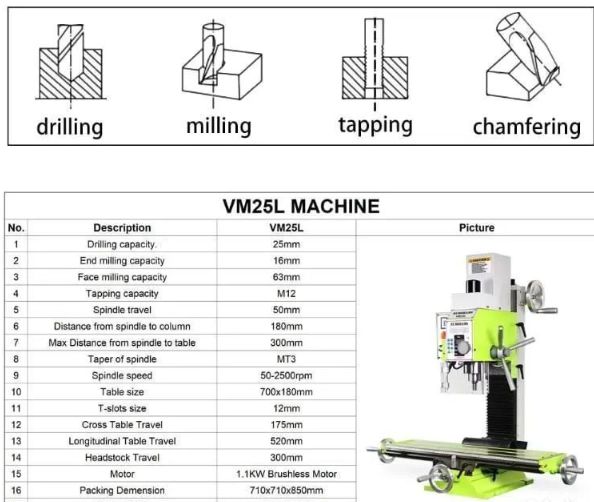 drilling milling tapping chamfering
VM25L MACHINE
No. Description VM25L Picture
1 Drilling capacity. 25mm
2 End milling capacity 16mm
3 Face milling capacity 63mm
4 Tapping capacity M12
5 Spindle travel 50mm
6 Distance from spindle to column 180mm
7 Max Distance from spindle to table 300mm
8 Taper of spindle MT3
9 Spindle speed 50-2500rpm
10 Table size 700x180mm
11 T-slots size 12mm
12 Cross Table Travel 175mm
13 Longitudinal Table Travel 520mm
14 Headstock Travel 300mm
15 Motor 1.1KW Brushless Motor
16 Packing Demension 710x710x850mm